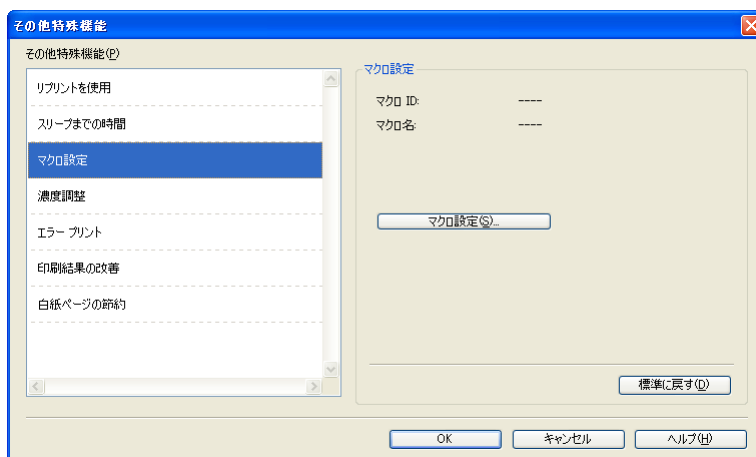 その他特殊機能
その他特殊機能(P)
リプリントを使用
スリープまでの時間
マクロ設定
濃度調整
エラー プリント
印刷結果の改善
白紙ページの節約
マクロ設定
マクロ ID: ----
マクロ名: ----
マクロ設定(S)...
標準に戻す(D)
OK キャンセル ヘルプ(H)